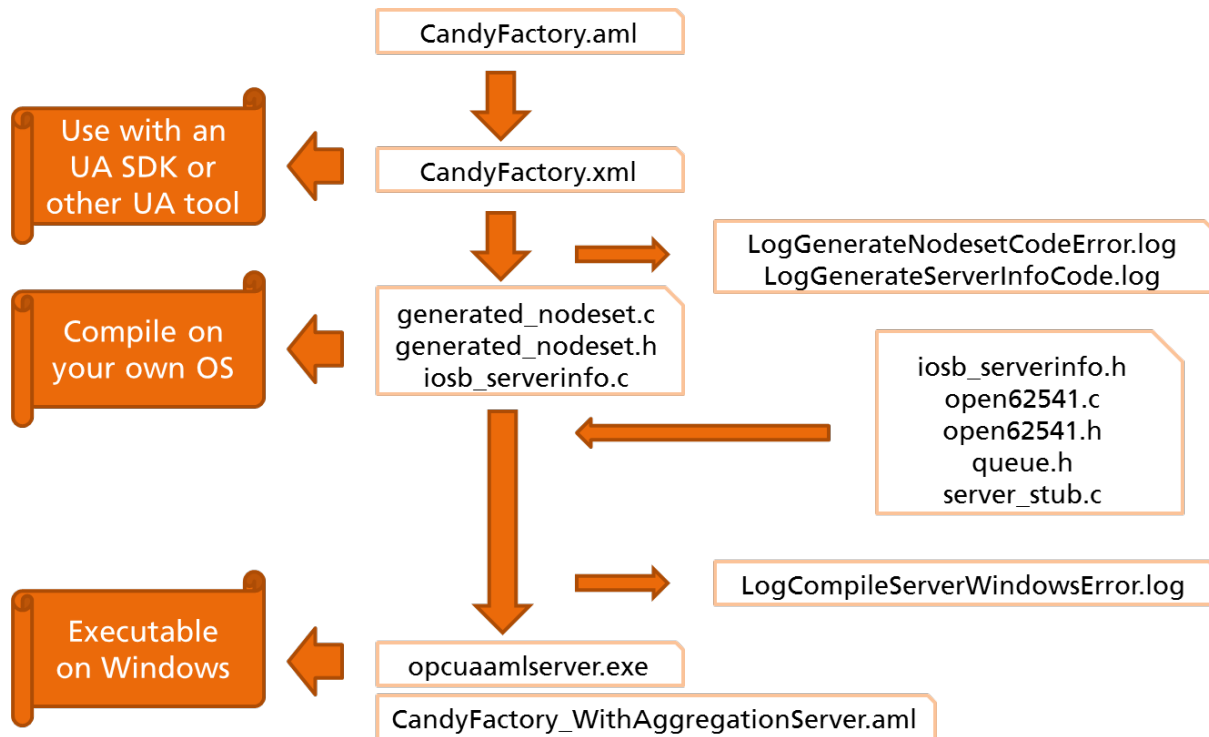 CandyFactory.aml
Use with an
UA SDK or
other UA tool
CandyFactory.xml
LogGenerateNodesetCodeError.log
LogGenerateServerInfoCode.log
Compile on
your own OS
generated_nodeset.c
generated_nodeset.h
iosb_serverinfo.c
iosb_serverinfo.h
open62541.c
open62541.h
queue.h
server_stub.c
LogCompileServerWindowsError.log
Executable
on Windows
opcuaamlserver.exe
CandyFactory_WithAggregationServer.aml